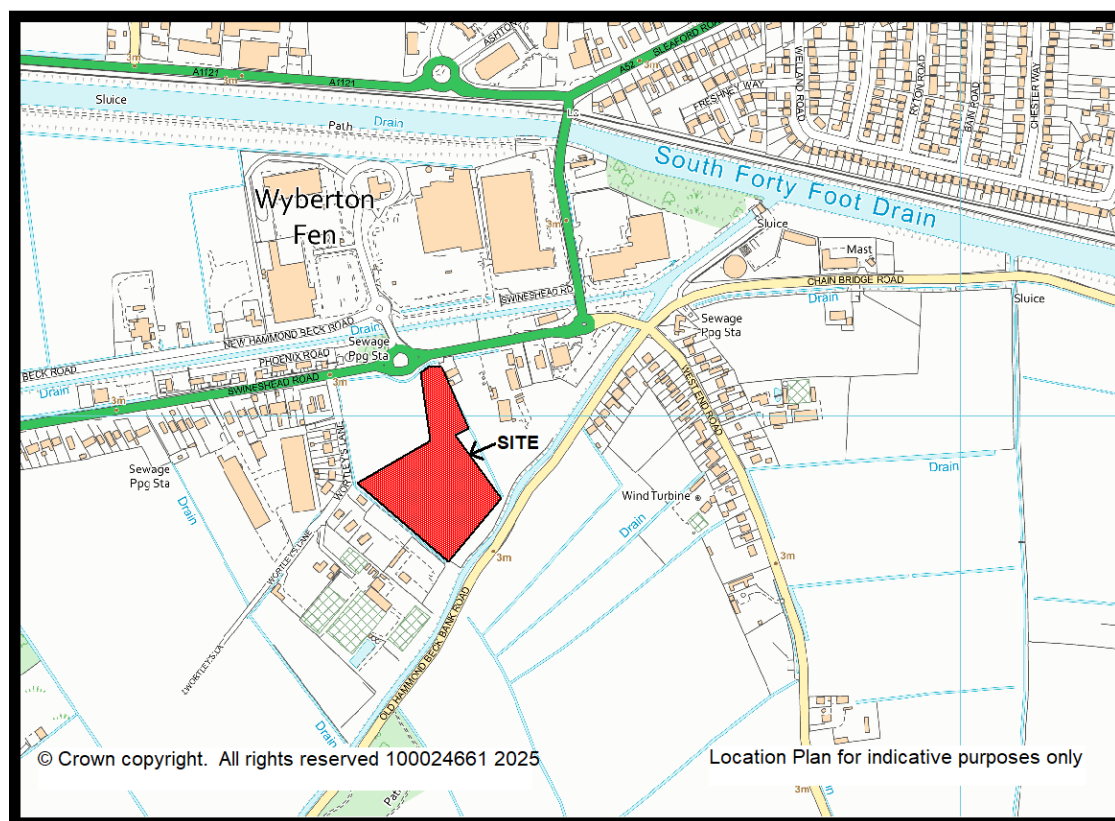 ASHTON
SLEAFORD ROAD
A52
3m
A1121
3m
A1121
Sluice
Path
Drain
L
FRESHNEY WAY
WELLAND ROAD
RYTON ROAD
BAIN ROAD
CHESTER WAY
South Forty Foot Drain
Wyberton
Fen
3m
Sluice
Mast
SWINESHEAD RD
CHAIN BRIDGE ROAD
Drain
Sluice
NEW HAMMOND BECK ROAD
Drain
Sewage
Ppg Sta
Sewage
Ppg Sta
PHOENIX ROAD
BECK ROAD
Drain
SWINESHEAD ROAD
3m
3m
WEST END ROAD
WORTLEY'S LANE
SITE
Sewage
Ppg Sta
Drain
Drain
Wind Turbine
Drain
WORTLEY'S LANE
3m
3m
OLD HAMMOND BECK BANK ROAD
WORTLEY'S LA
Drain
© Crown copyright. All rights reserved 100024661 2025
Location Plan for indicative purposes only
3m